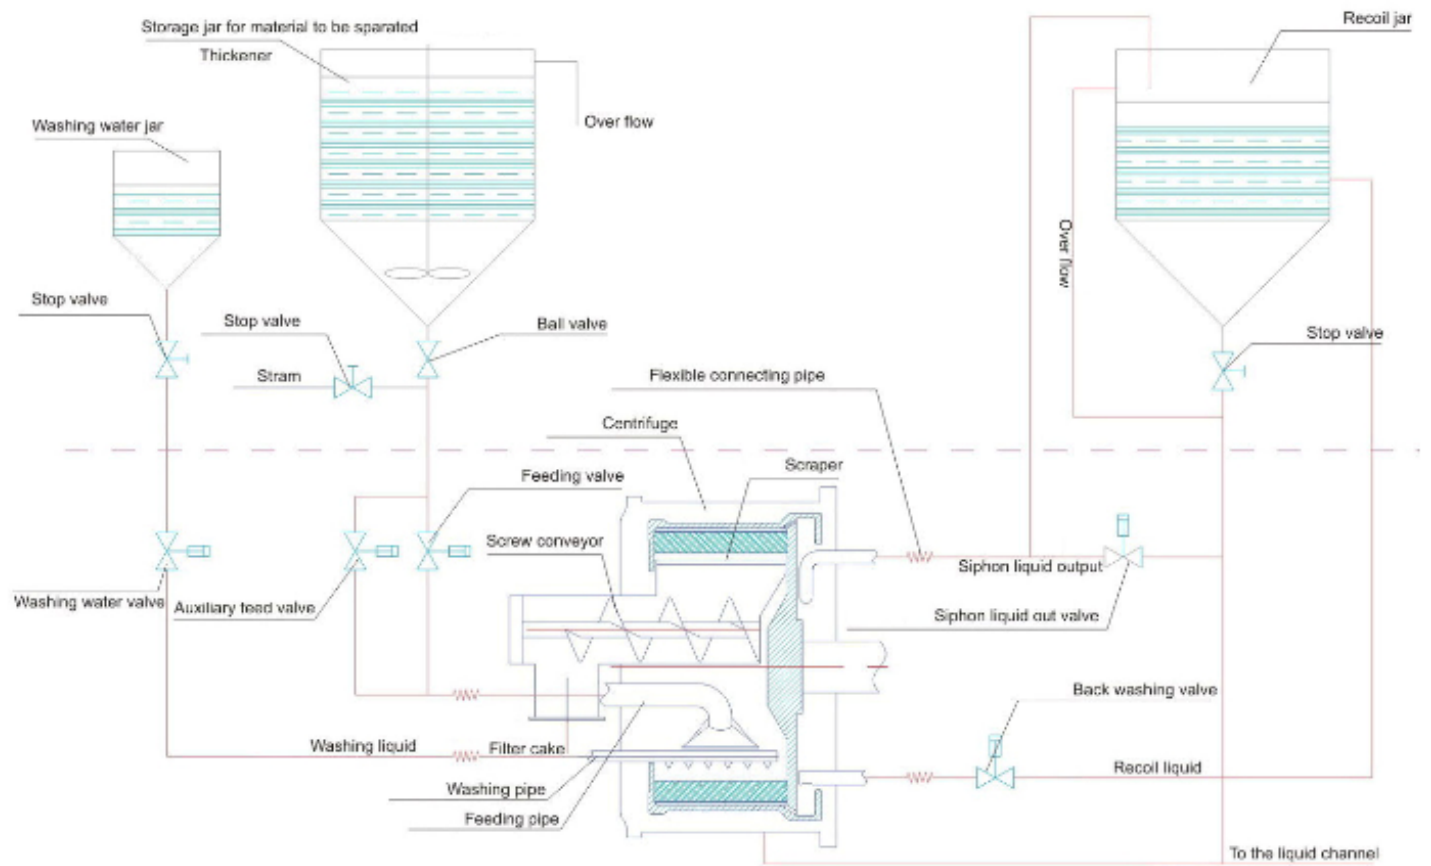 Storage jar for material to be sparated
Thickener
Recoil jar
Over flow
Washing water jar
Over flow
Stop valve
Stop valve
Ball valve
Stop valve
Stram
Flexible connecting pipe
Centrifuge
Scraper
Feeding valve
Screw conveyor
Siphon liquid output
Washing water valve
Auxiliary feed valve
Siphon liquid out valve
Back washing valve
Washing liquid
Filter cake
Recoil liquid
Washing pipe
Feeding pipe
To the liquid channel